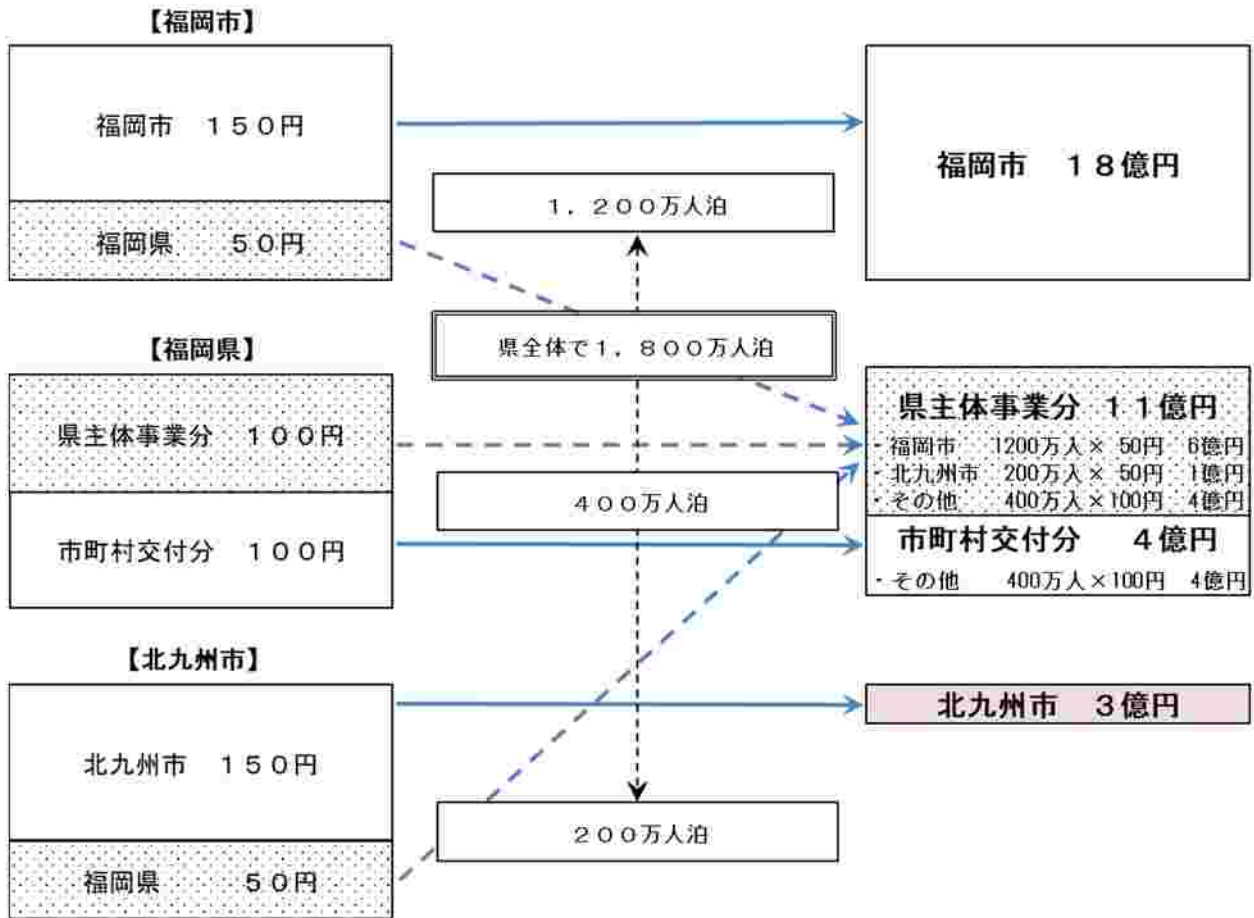 【福岡市】
福岡市　１５０円
福岡県　　５０円
福岡市　１８億円
１，２００万人泊
県全体で１，８００万人泊
【福岡県】
県主体事業分　１００円
市町村交付分　１００円
４００万人泊
県主体事業分　１１億円
・福岡市　1200万人× 50円　6億円
・北九州市　200万人× 50円　1億円
・その他　400万人×100円　4億円
市町村交付分　４億円
・その他　400万人×100円　4億円
【北九州市】
北九州市　１５０円
福岡県　　５０円
北九州市　３億円
２００万人泊